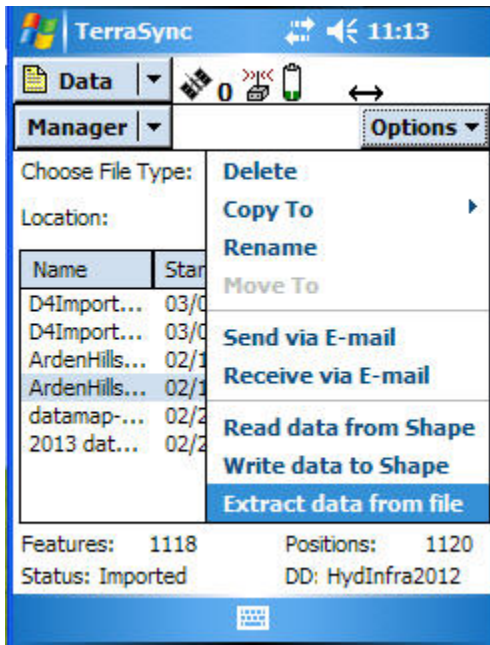 TerraSync 11:13
Data 0
Manager Options
Choose File Type:
Location:
Name Star
D4Import... 03/0
D4Import... 03/0
ArdenHills... 02/1
ArdenHills... 02/1
datamap-... 02/2
2013 dat... 02/2
Delete
Copy To
Rename
Move To
Send via E-mail
Receive via E-mail
Read data from Shape
Write data to Shape
Extract data from file
Features: 1118 Positions: 1120
Status: Imported DD: HydInfra2012